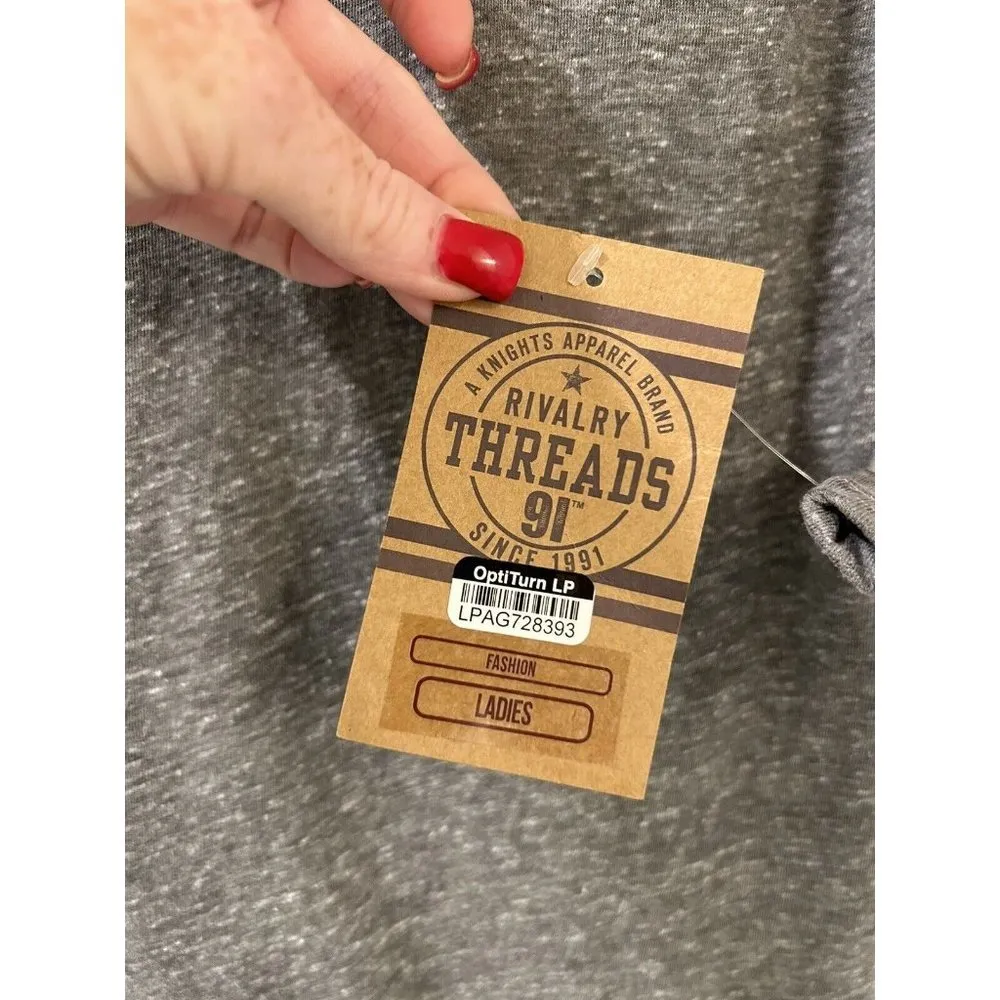 A KNIGHTS APPAREL BRAND
RIVALRY
THREADS
91™
SINCE 1991
OptiTurn LP
LPAG728393
FASHION
LADIES